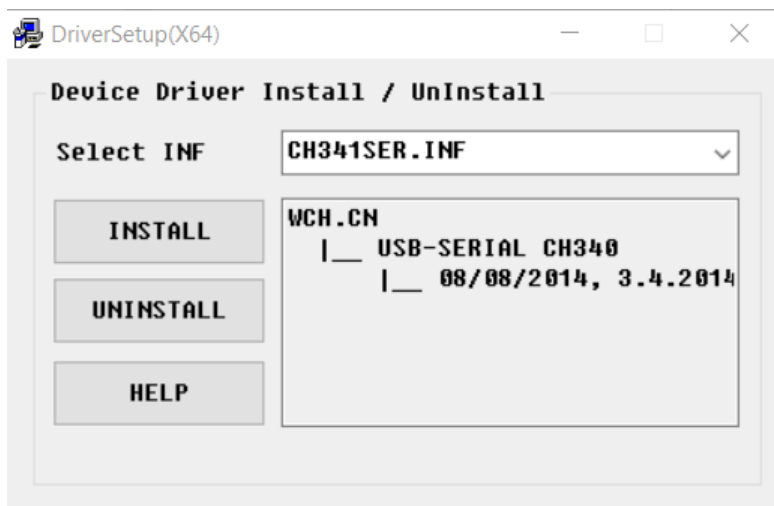 DriverSetup(X64)
Device Driver Install / UnInstall
Select INF
CH341SER.INF
INSTALL
UNINSTALL
HELP
WCH.CN
|__ USB-SERIAL CH340
|__ 08/08/2014, 3.4.2014